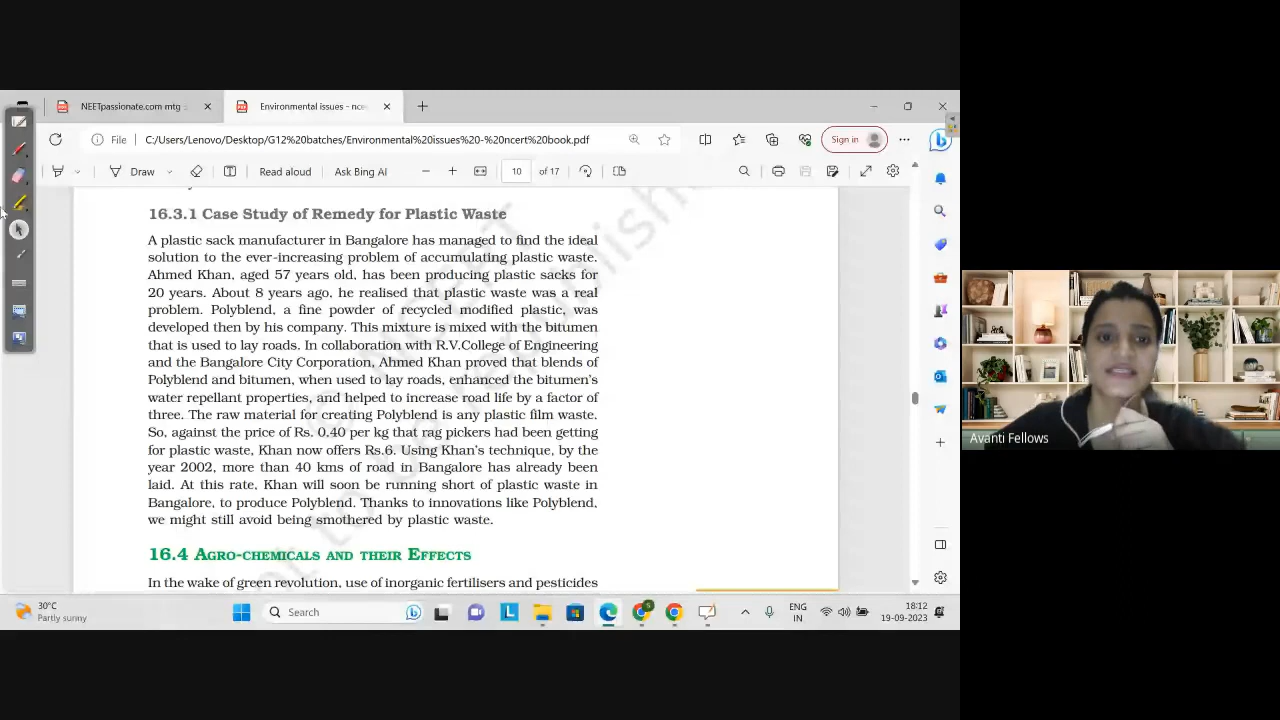 NEETpassionate.com mtg
Environmental issues - nce
File
C:/Users/Lenovo/Desktop/G12%20batches/Environmental%20issues%20-%20ncert%20book.pdf
Sign in
Draw
Read aloud
Ask Bing AI
10
of 17
16.3.1 Case Study of Remedy for Plastic Waste
A plastic sack manufacturer in Bangalore has managed to find the ideal
solution to the ever-increasing problem of accumulating plastic waste.
Ahmed Khan, aged 57 years old, has been producing plastic sacks for
20 years. About 8 years ago, he realised that plastic waste was a real
problem. Polyblend, a fine powder of recycled modified plastic, was
developed then by his company. This mixture is mixed with the bitumen
that is used to lay roads. In collaboration with R.V.College of Engineering
and the Bangalore City Corporation, Ahmed Khan proved that blends of
Polyblend and bitumen, when used to lay roads, enhanced the bitumen's
water repellant properties, and helped to increase road life by a factor of
three. The raw material for creating Polyblend is any plastic film waste.
So, against the price of Rs. 0.40 per kg that rag pickers had been getting
for plastic waste, Khan now offers Rs.6. Using Khan's technique, by the
year 2002, more than 40 kms of road in Bangalore has already been
laid. At this rate, Khan will soon be running short of plastic waste in
Bangalore, to produce Polyblend. Thanks to innovations like Polyblend,
we might still avoid being smothered by plastic waste.
16.4 Agro-chemicals and their Effects
In the wake of green revolution, use of inorganic fertilisers and pesticides
Avanti Fellows
30°C
Partly sunny
Search
ENG
IN
18:12
19-09-2023